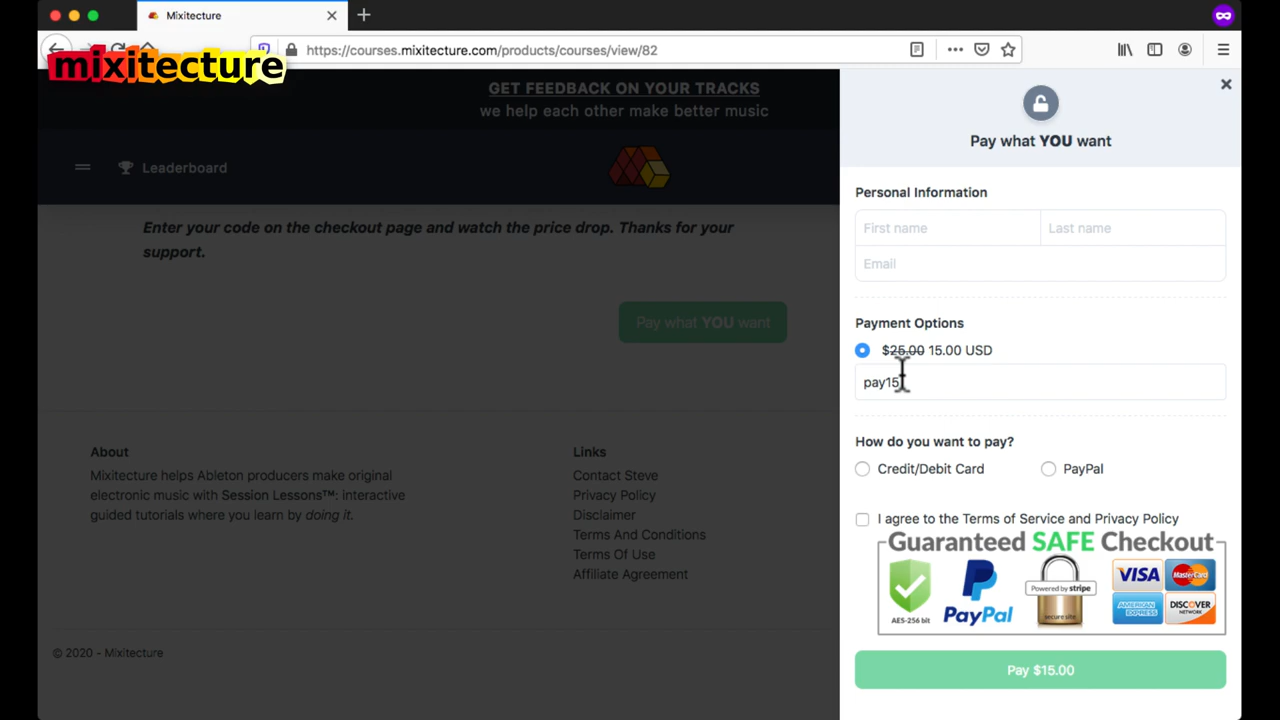 Mixitecture
https://courses.mixitecture.com/products/courses/view/82
mixitecture
GET FEEDBACK ON YOUR TRACKS
we help each other make better music
Leaderboard
Enter your code on the checkout page and watch the price drop. Thanks for your
support.
Pay what YOU want
About
Mixitecture helps Ableton producers make original
electronic music with Session Lessons™: interactive
guided tutorials where you learn by doing it.
Links
Contact Steve
Privacy Policy
Disclaimer
Terms And Conditions
Terms Of Use
Affiliate Agreement
© 2020 - Mixitecture
Pay what YOU want
Personal Information
First name
Last name
Email
Payment Options
$25.00 15.00 USD
pay15
How do you want to pay?
Credit/Debit Card
PayPal
I agree to the Terms of Service and Privacy Policy
Guaranteed SAFE Checkout
AES-256 bit
PayPal
Powered by stripe
secure site
VISA
MasterCard
AMERICAN EXPRESS
DISCOVER NETWORK
Pay $15.00